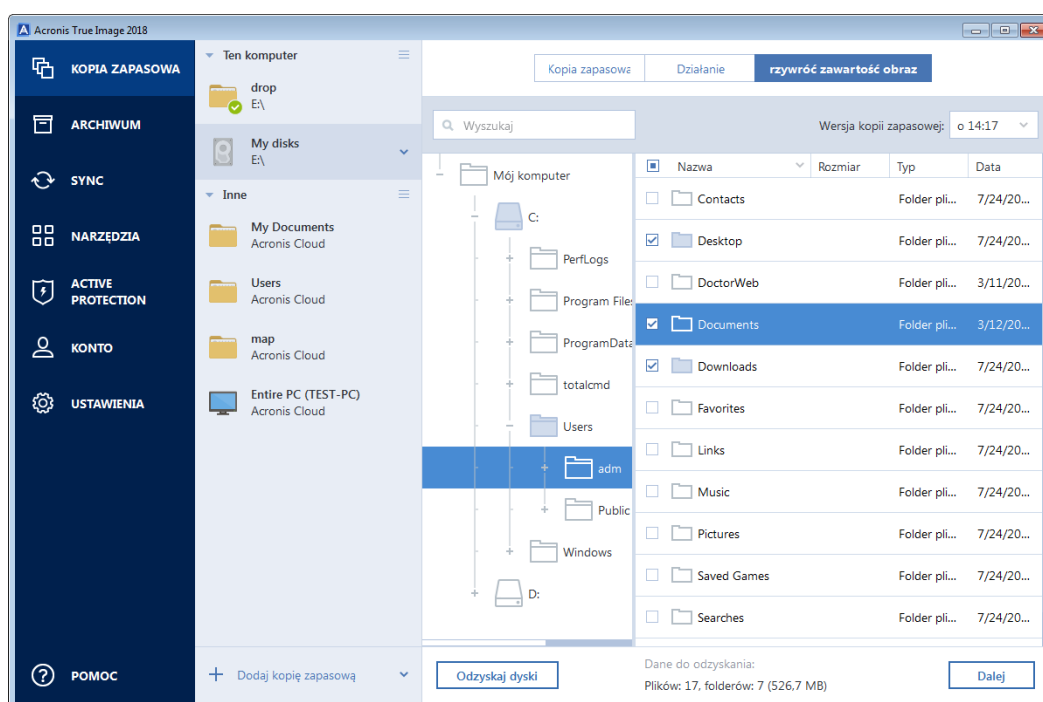 Acronis True Image 2018
KOPIA ZAPASOWA
ARCHIWUM
SYNC
NARZĘDZIA
ACTIVE
PROTECTION
KONTO
USTAWIENIA
POMOC
Ten komputer
drop
E:\
My disks
E:\
Inne
My Documents
Acronis Cloud
Users
Acronis Cloud
map
Acronis Cloud
Entire PC (TEST-PC)
Acronis Cloud
Dodaj kopię zapasową
Kopia zapasowa
Działanie
rzywróć zawartość obraz
Wyszukaj
Wersja kopii zapasowej: o 14:17
Mój komputer
C:
PerfLogs
Program Files
ProgramData
totalcmd
Users
adm
Public
Windows
D:
Nazwa Rozmiar Typ Data
Contacts Folder pli... 7/24/20...
Desktop Folder pli... 7/24/20...
DoctorWeb Folder pli... 3/11/20...
Documents Folder pli... 3/12/20...
Downloads Folder pli... 7/24/20...
Favorites Folder pli... 7/24/20...
Links Folder pli... 7/24/20...
Music Folder pli... 7/24/20...
Pictures Folder pli... 7/24/20...
Saved Games Folder pli... 7/24/20...
Searches Folder pli... 7/24/20...
Odzyskaj dyski
Dane do odzyskania:
Plików: 17, folderów: 7 (526,7 MB)
Dalej